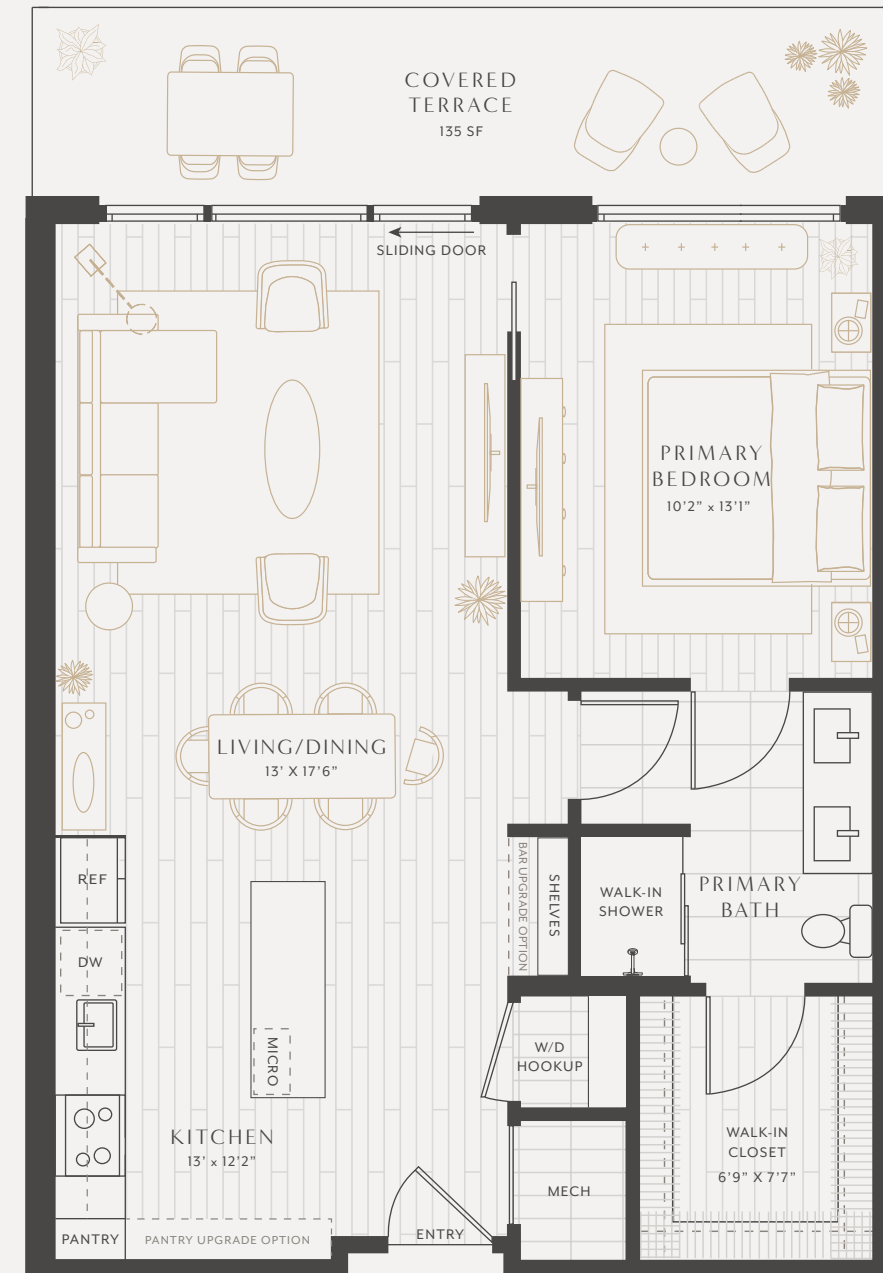 COVERED
TERRACE
135 SF
SLIDING DOOR
PRIMARY
BEDROOM
10'2” x 13'1”
LIVING/DINING
13' X 17'6”
REF
DW
BAR UPGRADE OPTION
SHELVES
WALK-IN
SHOWER
PRIMARY
BATH
MICRO
W/D
HOOKUP
KITCHEN
13' x 12'2”
WALK-IN
CLOSET
6'9” X 7'7”
MECH
ENTRY
PANTRY
PANTRY UPGRADE OPTION